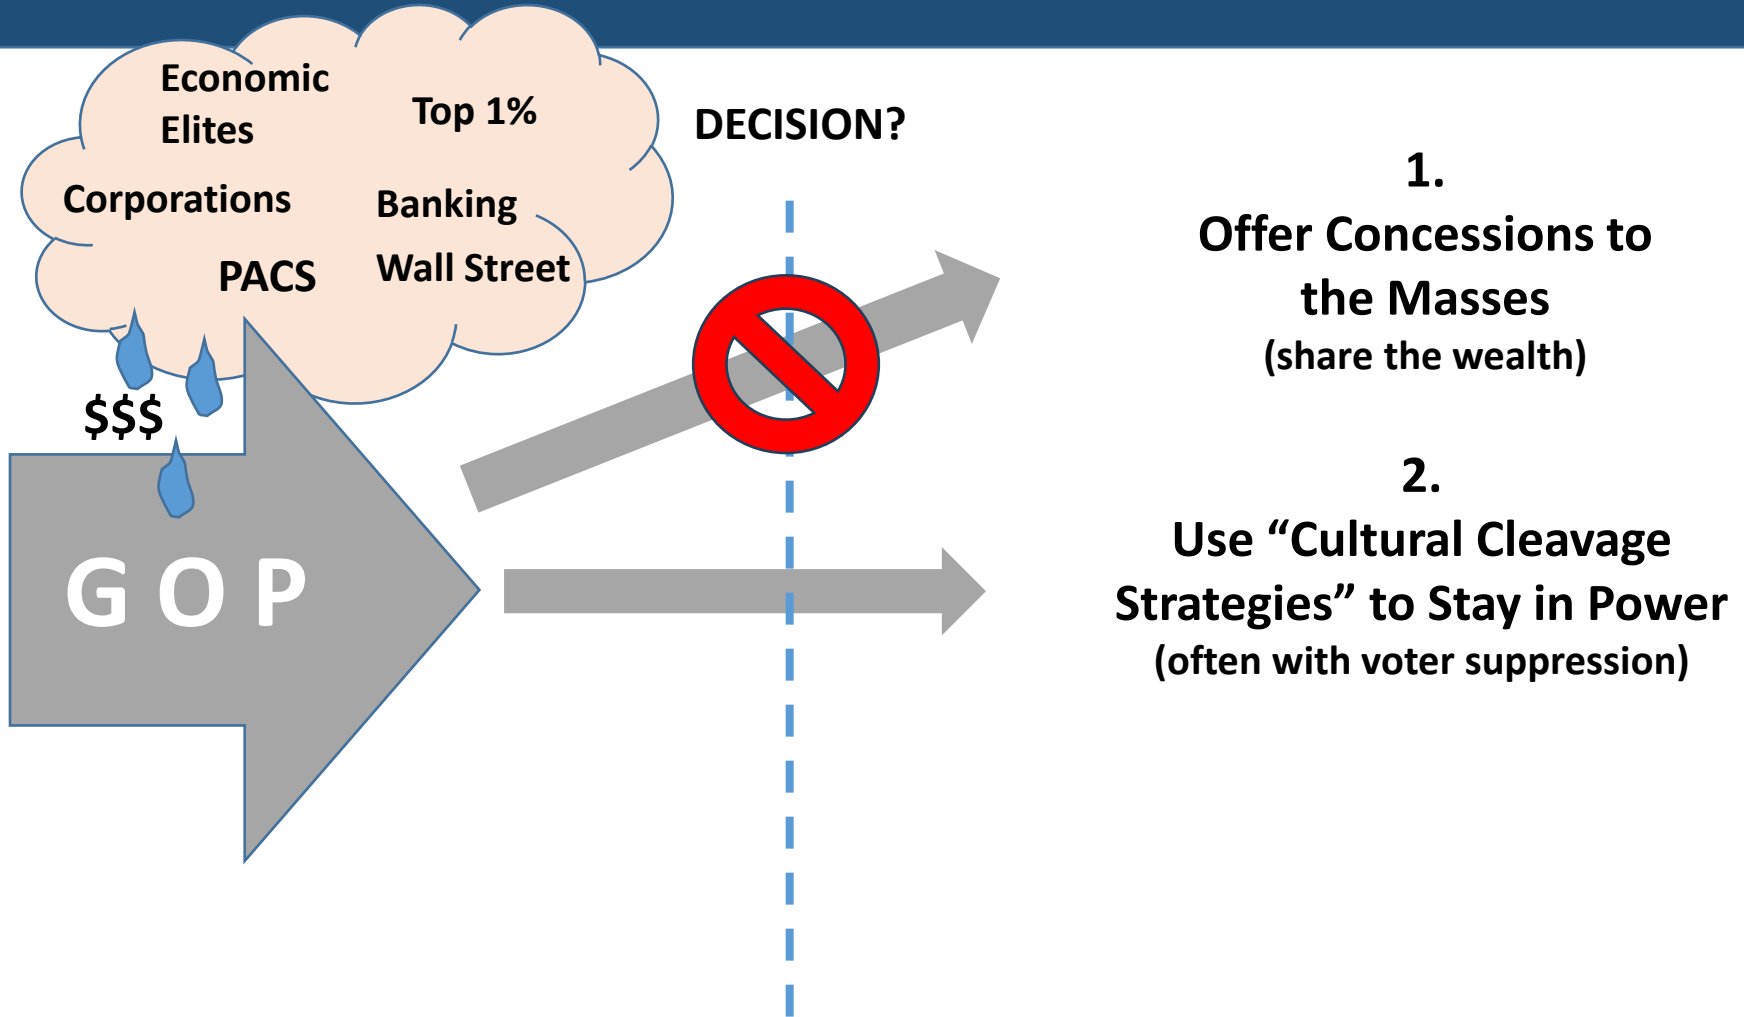 Economic
Elites
Top 1%
Corporations
Banking
PACS
Wall Street
$$$
G O P
DECISION?
1.
Offer Concessions to
the Masses
(share the wealth)
2.
Use “Cultural Cleavage
Strategies” to Stay in Power
(often with voter suppression)